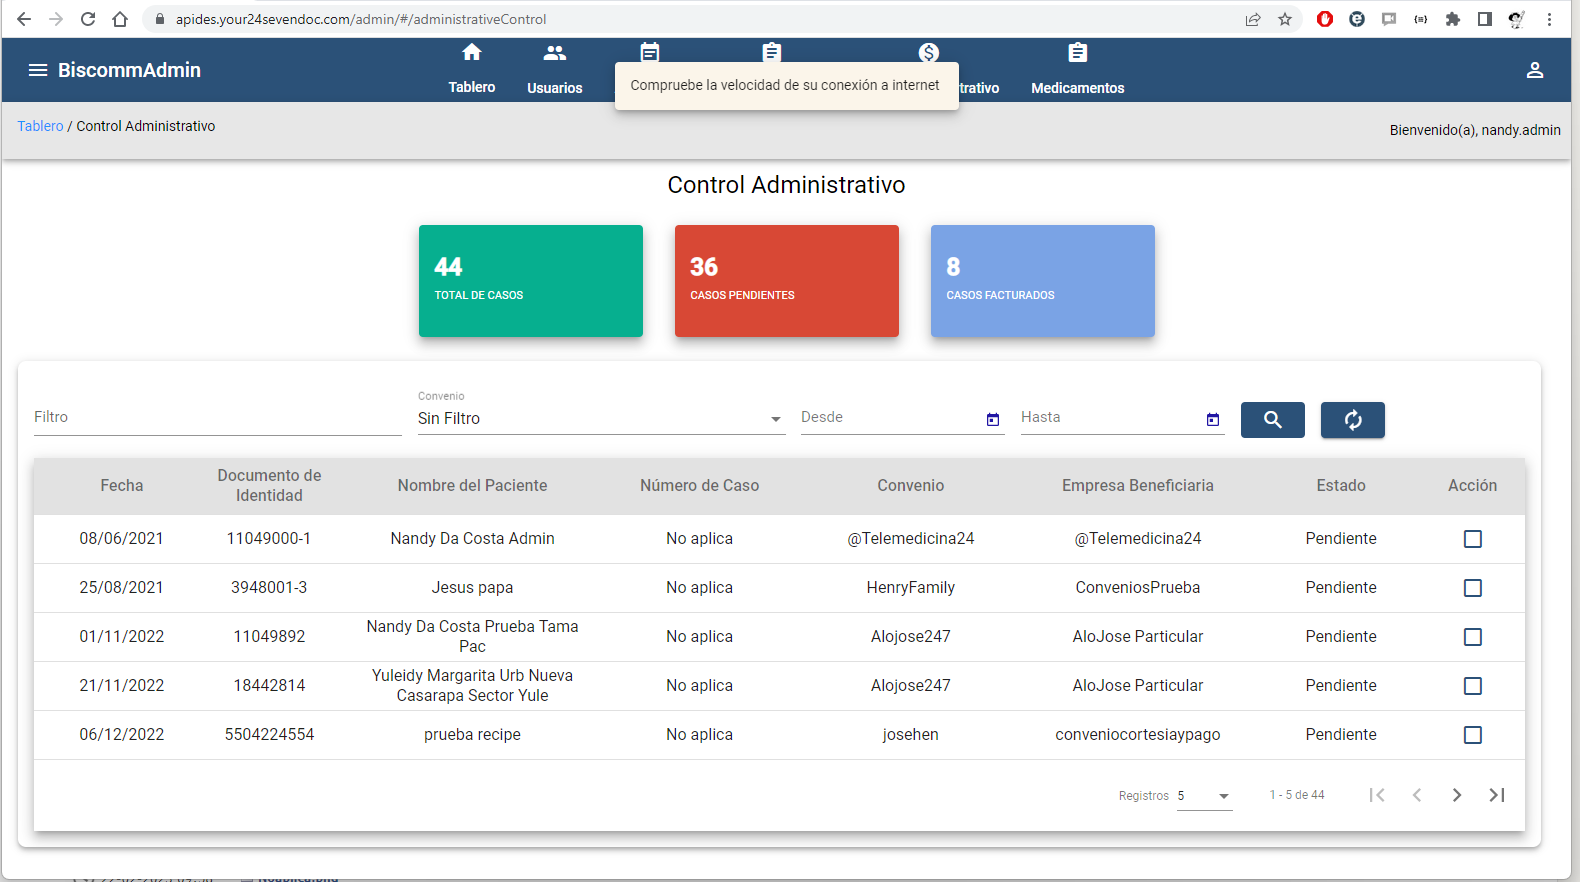 apides.your24sevendoc.com/admin/#/administrativeControl
BiscommAdmin
Tablero
Usuarios
trativo
Medicamentos
Compruebe la velocidad de su conexión a internet
Tablero / Control Administrativo
Bienvenido(a), nandy.admin
Control Administrativo
44
TOTAL DE CASOS
36
CASOS PENDIENTES
8
CASOS FACTURADOS
Filtro
Convenio
Sin Filtro
Desde
Hasta
Fecha
Documento de
Identidad
Nombre del Paciente
Número de Caso
Convenio
Empresa Beneficiaria
Estado
Acción
08/06/2021 11049000-1 Nandy Da Costa Admin No aplica @Telemedicina24 @Telemedicina24 Pendiente
25/08/2021 3948001-3 Jesus papa No aplica HenryFamily ConveniosPrueba Pendiente
01/11/2022 11049892 Nandy Da Costa Prueba Tama
Pac
No aplica Alojose247 AloJose Particular Pendiente
21/11/2022 18442814 Yuleidy Margarita Urb Nueva
Casarapa Sector Yule
No aplica Alojose247 AloJose Particular Pendiente
06/12/2022 5504224554 prueba recipe No aplica josehen conveniocortesiaypago Pendiente
Registros 5 1 - 5 de 44